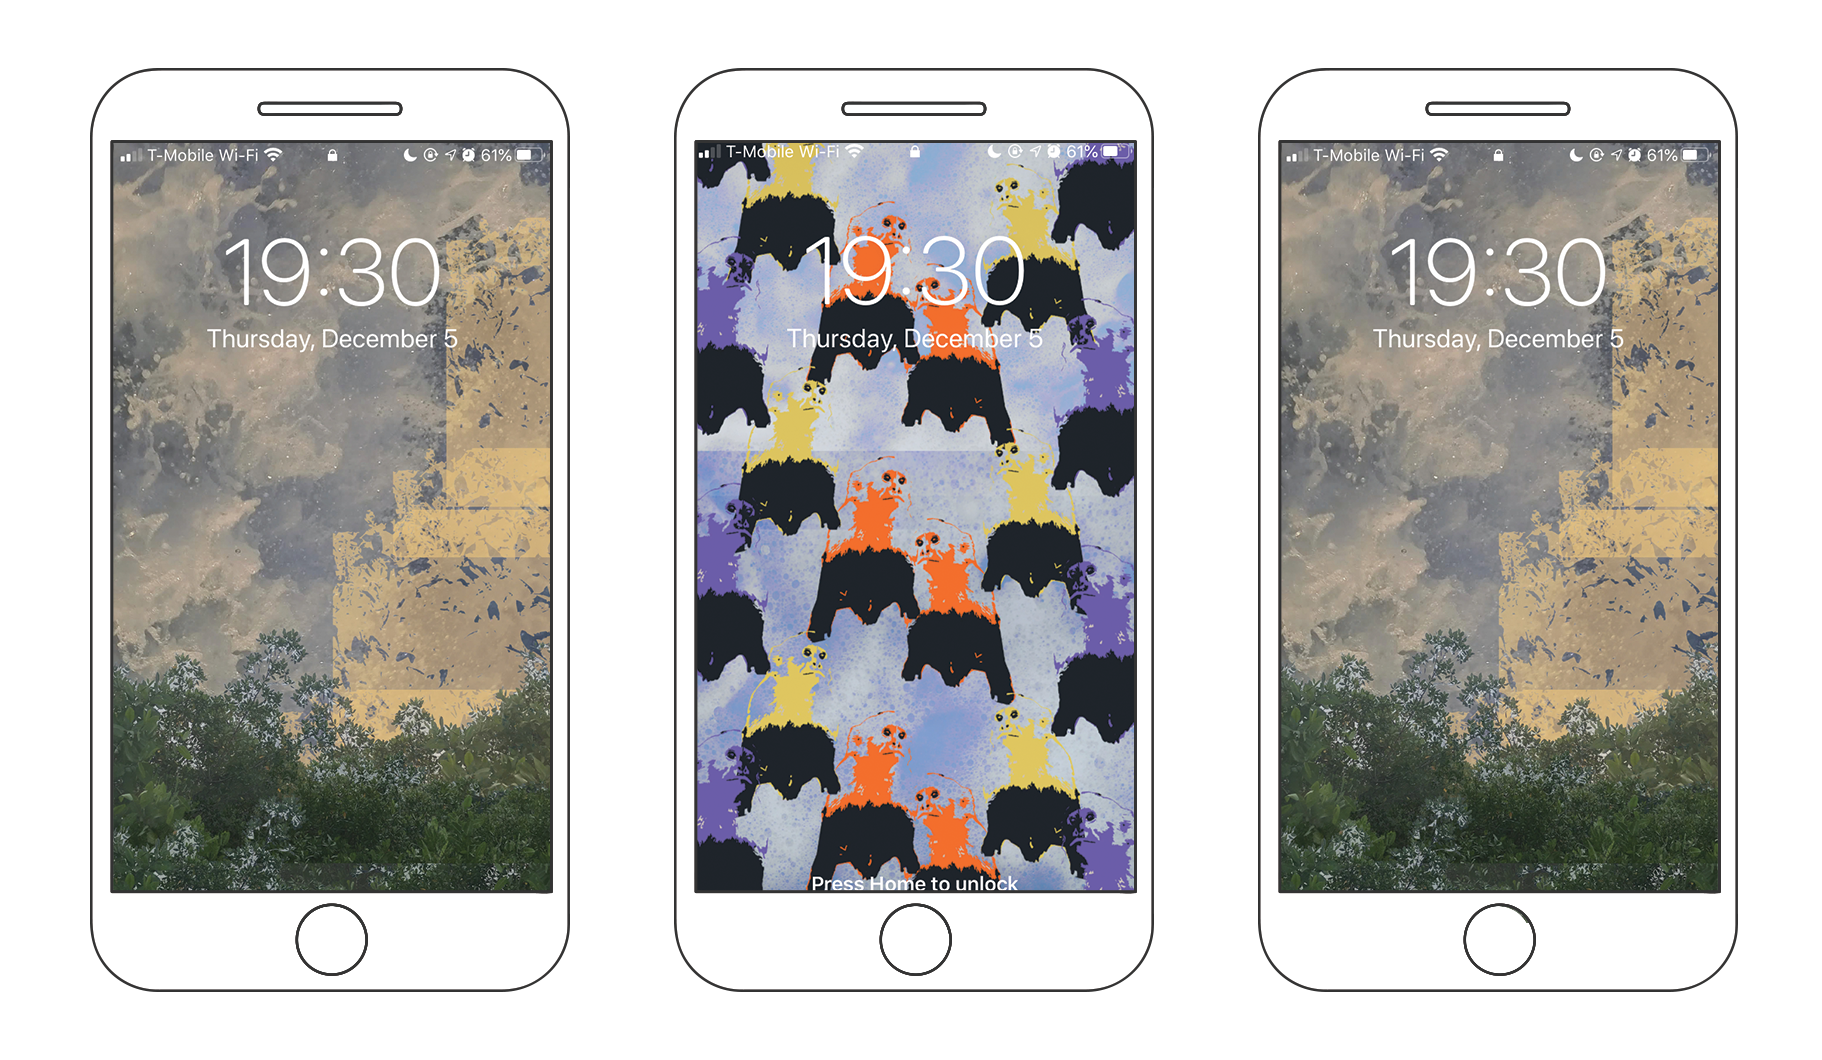 T-Mobile Wi-Fi 61%
19:30
Thursday, December 5
T-Mobile Wi-Fi 61%
19:30
Thursday, December 5
Press Home to unlock
T-Mobile Wi-Fi 61%
19:30
Thursday, December 5